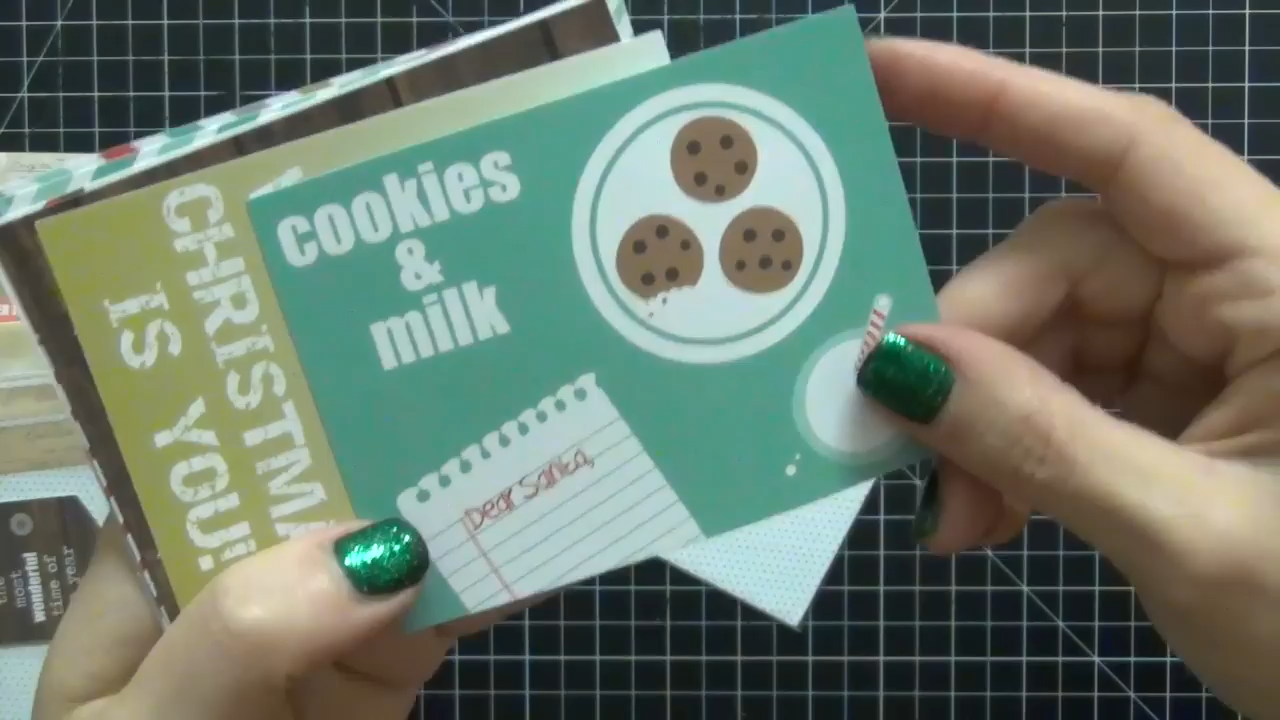 cookies
&
milk
Dear Santa,
CHRISTMA
IS YOU!
the
most
wonderful
time of
year